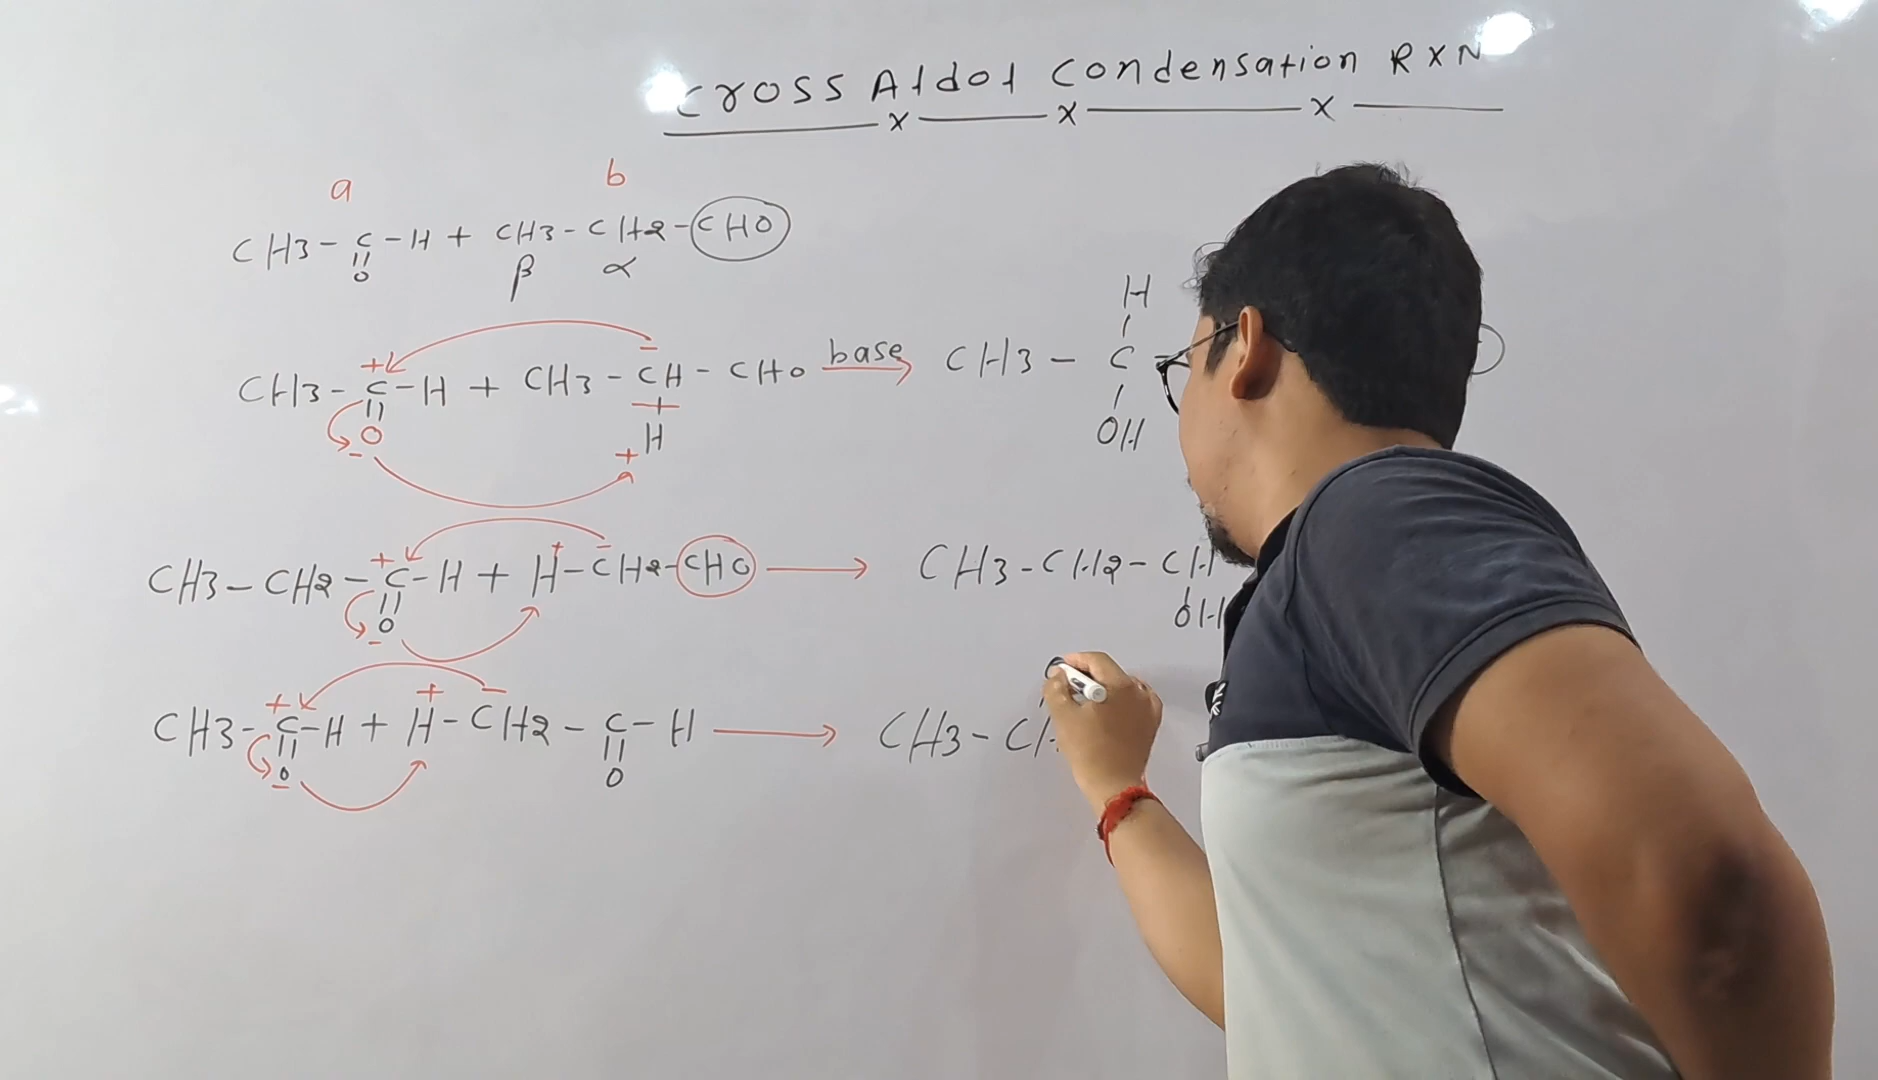 Cross Aldol Condensation RXN
x x x
a b
CH3 - C - H + CH3 - CH2 - CHO
|| O β α
CH3 - C - H + CH3 - CH - CHO base CH3 - C -
+ - H OH
|| O - + H
CH3 - CH2 - C - H + H - CH2 - CHO CH3 - CH2 - CH
+ + - || O - OH
CH3 - C - H + H - CH2 - C - H CH3 - C
+ + - || O - || O